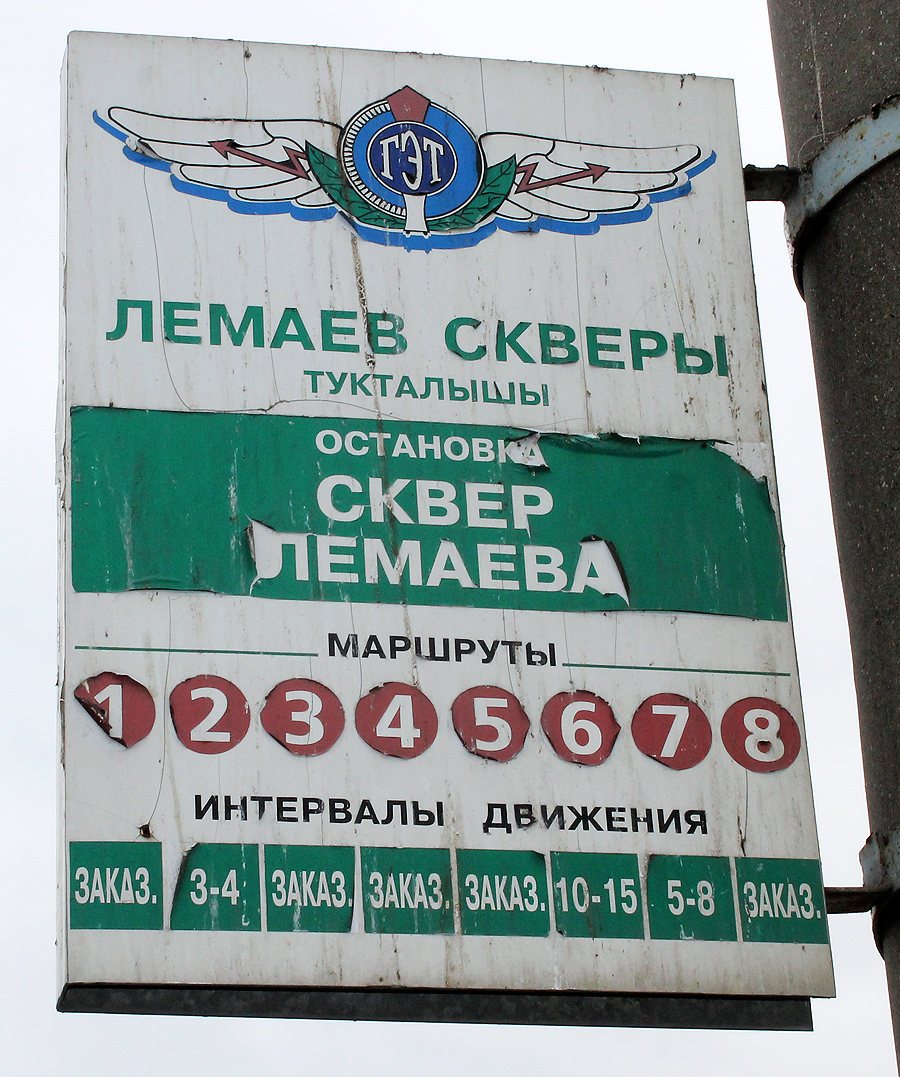 ГЭТ
ЛЕМАЕВ СКВЕРЫ
ТУКТАЛЫШЫ
ОСТАНОВКА
СКВЕР
ЛЕМАЕВА
МАРШРУТЫ
1 2 3 4 5 6 7 8
ИНТЕРВАЛЫ ДВИЖЕНИЯ
ЗАКАЗ. 3-4 ЗАКАЗ. ЗАКАЗ. ЗАКАЗ. 10-15 5-8 ЗАКАЗ.